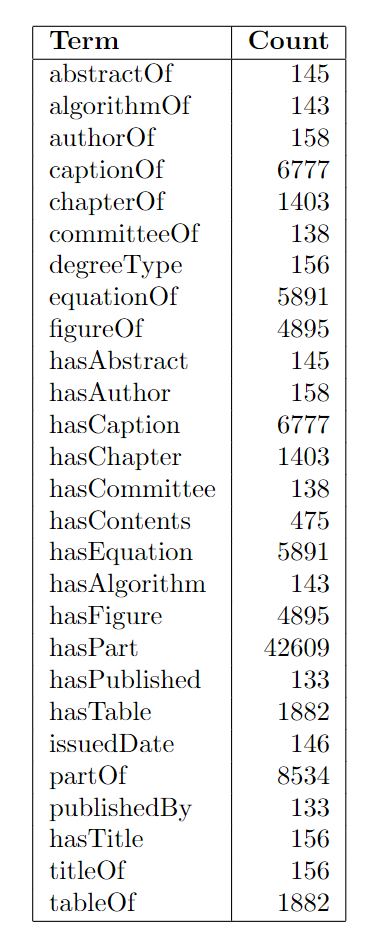 Term Count
abstractOf 145
algorithmOf 143
authorOf 158
captionOf 6777
chapterOf 1403
committeeOf 138
degreeType 156
equationOf 5891
figureOf 4895
hasAbstract 145
hasAuthor 158
hasCaption 6777
hasChapter 1403
hasCommittee 138
hasContents 475
hasEquation 5891
hasAlgorithm 143
hasFigure 4895
hasPart 42609
hasPublished 133
hasTable 1882
issuedDate 146
partOf 8534
publishedBy 133
hasTitle 156
titleOf 156
tableOf 1882